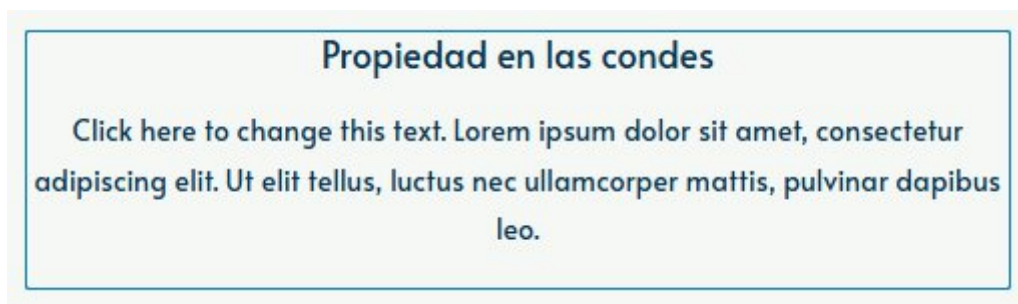 Propiedad en las condes
Click here to change this text. Lorem ipsum dolor sit amet, consectetur
adipiscing elit. Ut elit tellus, luctus nec ullamcorper mattis, pulvinar dapibus
leo.